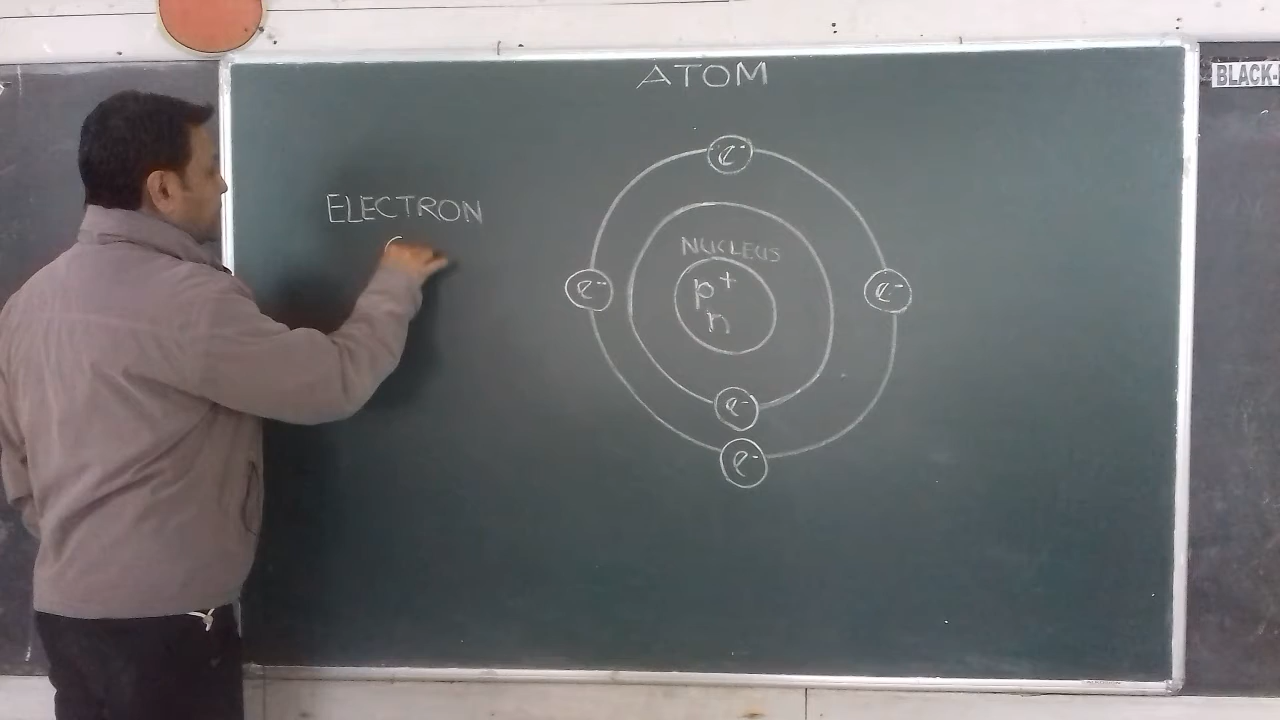 ATOM
BLACK-
e-
ELECTRON
NUCLEUS
e-
p+
e-
n
e-
e-